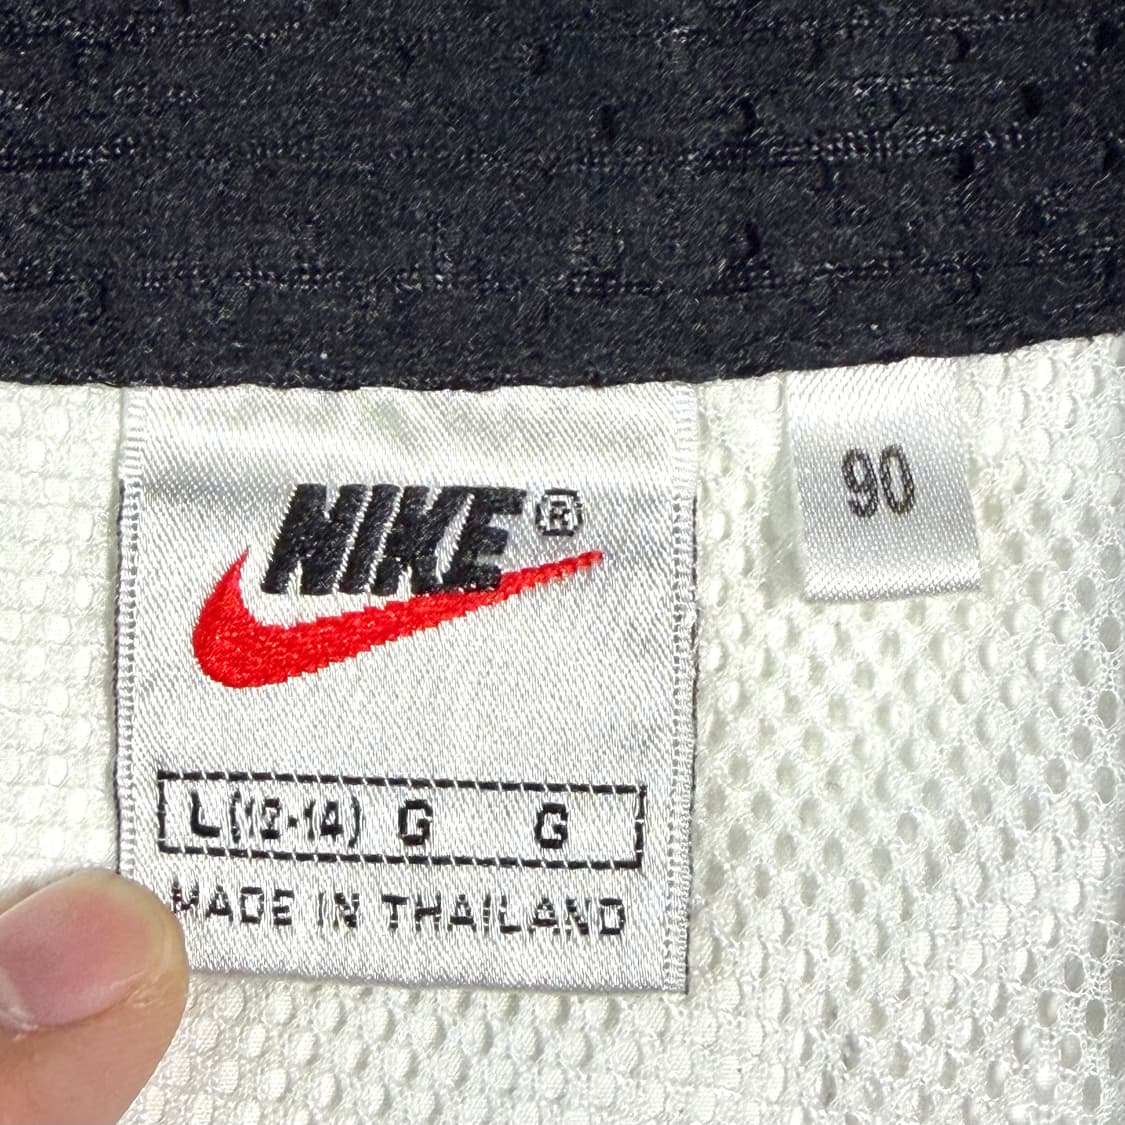 NIKE®
90
L(12-14) G G
MADE IN THAILAND